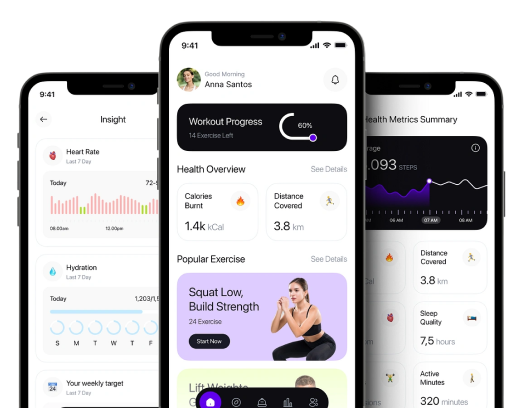 9:41
Insight
Heart Rate
Last 7 Day
Today
72-
08.00am
12.00pm
Hydration
Last 7 Day
Today
1,203/1,5
S M T W T F
Your weekly target
Last 7 Day
9:41
Good Morning
Anna Santos
Workout Progress
14 Exercise Left
60%
Health Overview
See Details
Calories
Burnt
1.4k kCal
Distance
Covered
3.8 km
Popular Exercise
See Details
Squat Low,
Build Strength
24 Exercise
Start Now
Lift Weights
Health Metrics Summary
.093 STEPS
06 AM
07 AM
08 AM
Distance
Covered
3.8 km
Sleep
Quality
7,5 hours
Active
Minutes
320 minutes